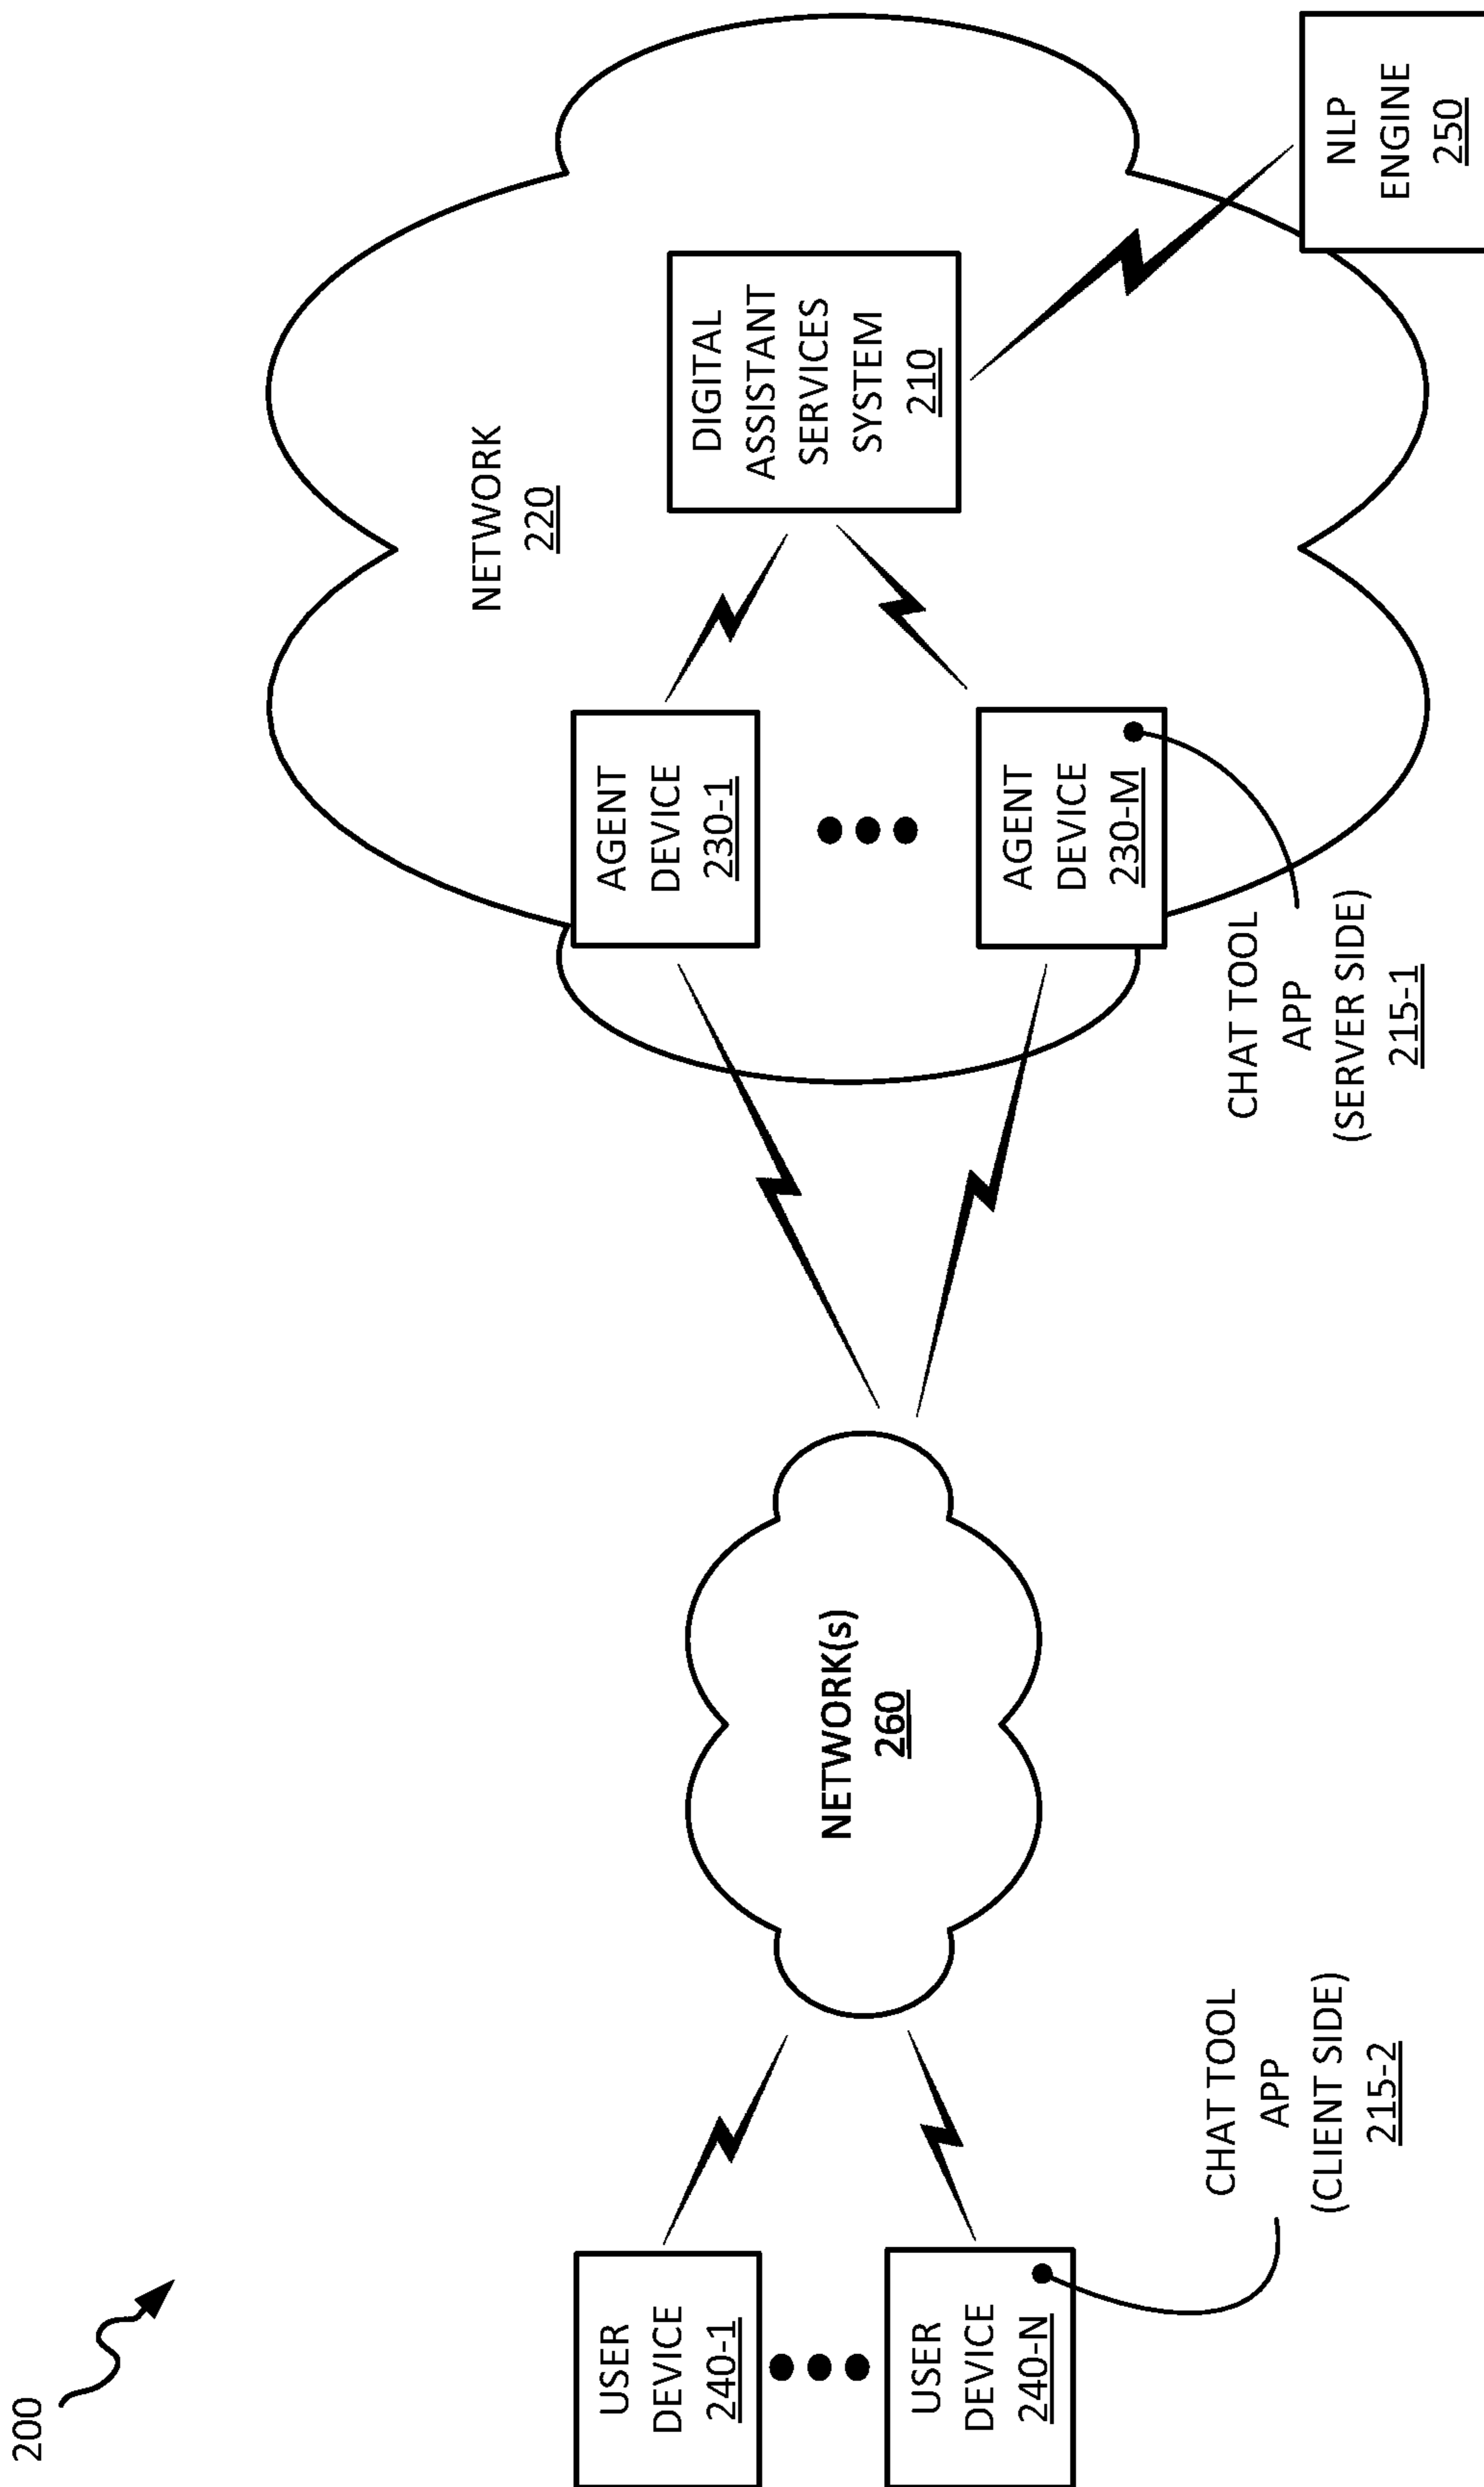 200
NETWORK
220
DIGITAL
ASSISTANT
SERVICES
SYSTEM
210
NLP
ENGINE
250
AGENT
DEVICE
230-1
AGENT
DEVICE
230-M
CHAT TOOL
APP
(SERVER SIDE)
215-1
NETWORK(s)
260
USER
DEVICE
240-1
USER
DEVICE
240-N
CHAT TOOL
APP
(CLIENT SIDE)
215-2